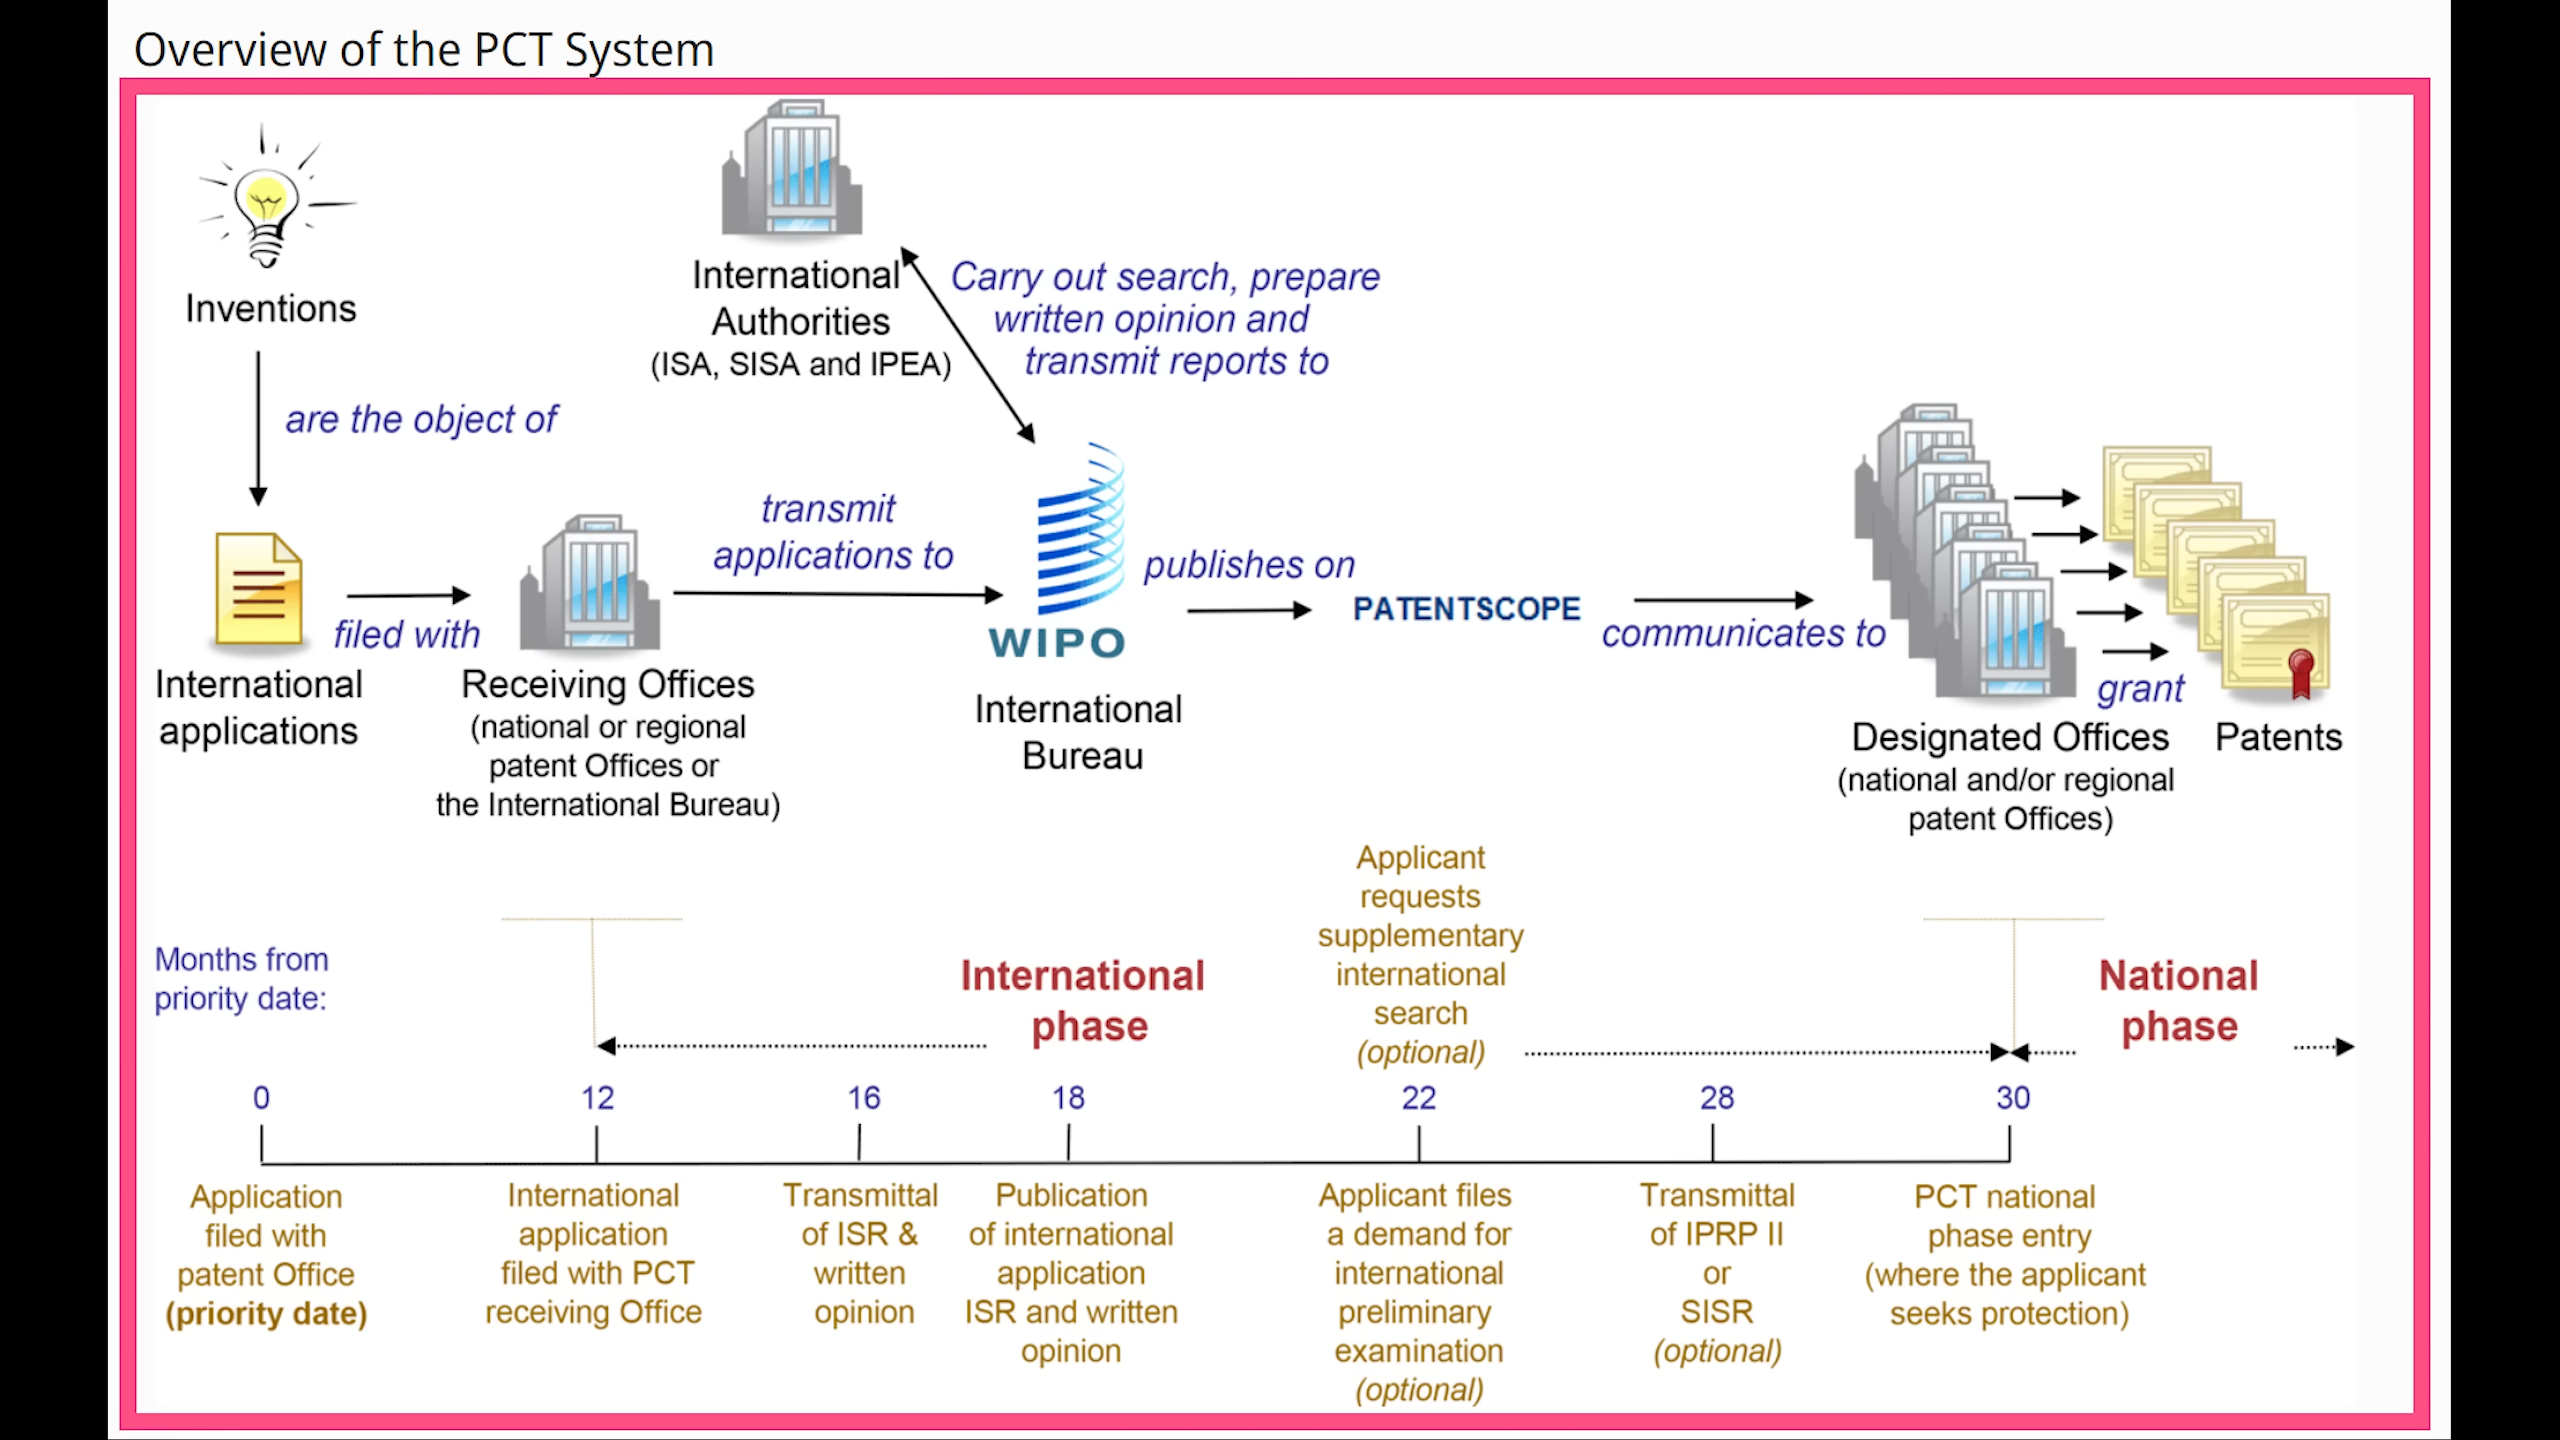 Overview of the PCT System
Inventions
International
Authorities
(ISA, SISA and IPEA)
Carry out search, prepare
written opinion and
transmit reports to
are the object of
transmit
applications to
publishes on
PATENTSCOPE
communicates to
filed with
WIPO
grant
International
applications
Receiving Offices
(national or regional
patent Offices or
the International Bureau)
International
Bureau
Designated Offices
(national and/or regional
patent Offices)
Patents
Applicant
requests
supplementary
international
search
(optional)
Months from
priority date:
International
phase
National
phase
0
12
16
18
22
28
30
Application
filed with
patent Office
(priority date)
International
application
filed with PCT
receiving Office
Transmittal
of ISR &
written
opinion
Publication
of international
application
ISR and written
opinion
Applicant files
a demand for
international
preliminary
examination
(optional)
Transmittal
of IPRP II
or
SISR
(optional)
PCT national
phase entry
(where the applicant
seeks protection)